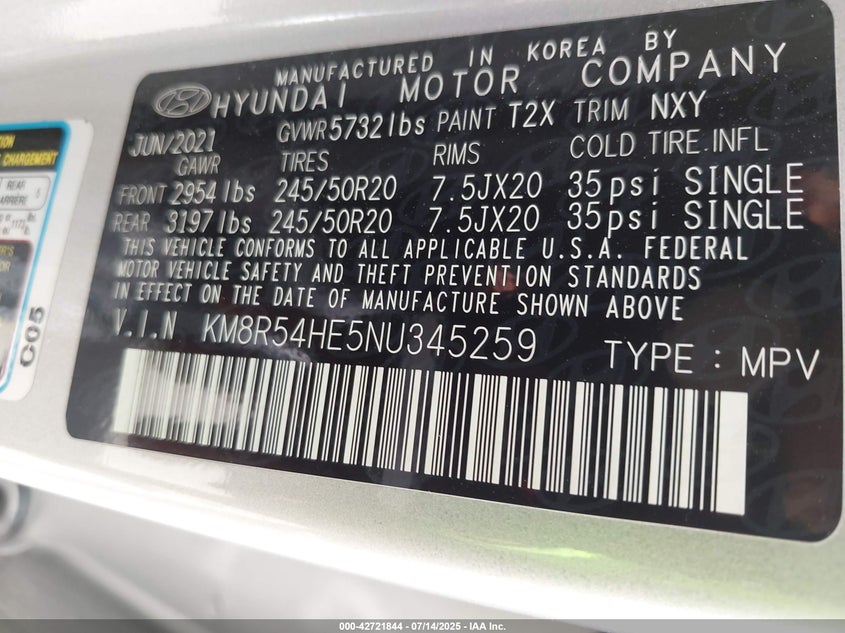 MANUFACTURED IN KOREA BY
HYUNDAI MOTOR COMPANY
JUN/2021 GVWR 5732 lbs PAINT T2X TRIM NXY
GAWR TIRES RIMS COLD TIRE INFL
FRONT 2954 lbs 245/50R20 7.5JX20 35psi SINGLE
REAR 3197 lbs 245/50R20 7.5JX20 35psi SINGLE
THIS VEHICLE CONFORMS TO ALL APPLICABLE U.S.A. FEDERAL
MOTOR VEHICLE SAFETY AND THEFT PREVENTION STANDARDS
IN EFFECT ON THE DATE OF MANUFACTURE SHOWN ABOVE
V.I.N KM8R54HE5NU345259 TYPE : MPV
CHARGEMENT
REAR
C05
000-42721844 / 07/14/2025 - IAA Inc.